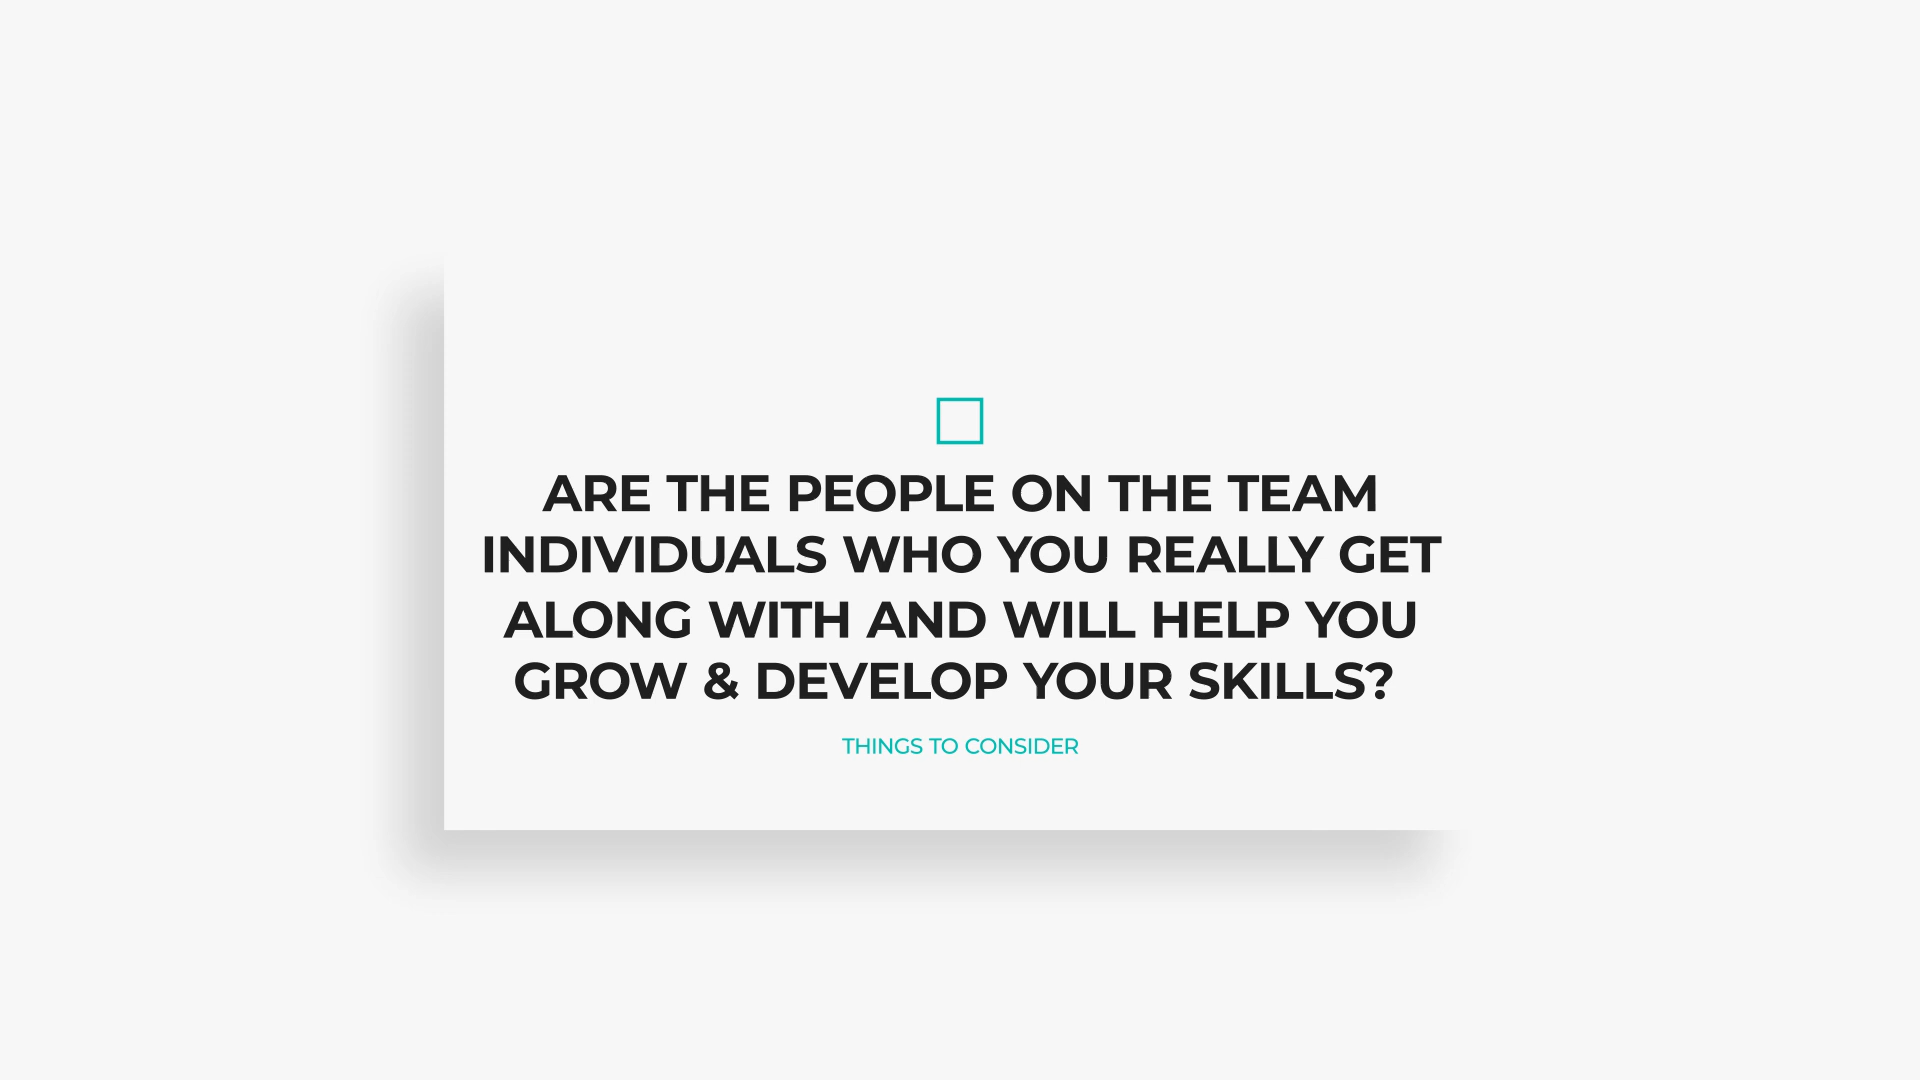 ARE THE PEOPLE ON THE TEAM
INDIVIDUALS WHO YOU REALLY GET
ALONG WITH AND WILL HELP YOU
GROW & DEVELOP YOUR SKILLS?
THINGS TO CONSIDER